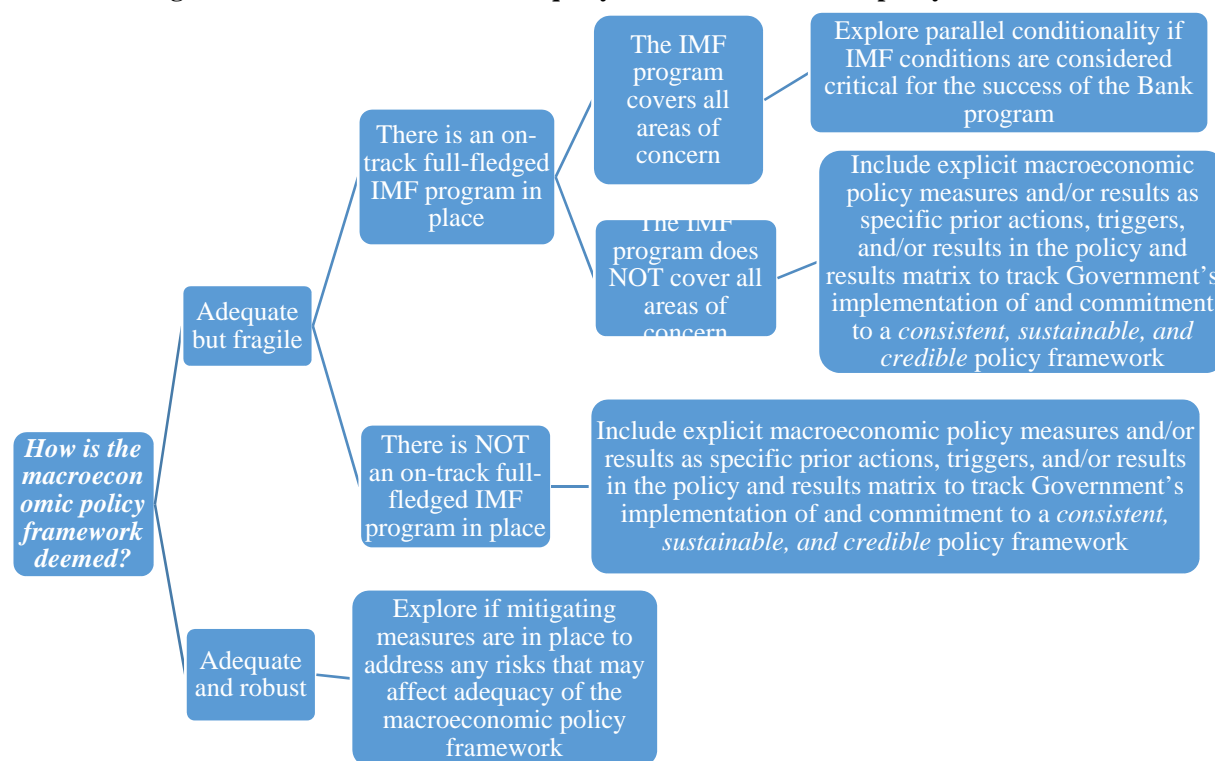 The IMF
program
covers all
areas of
concern
Explore parallel conditionality if
IMF conditions are considered
critical for the success of the Bank
program
There is an on-
track full-fledged
IMF program in
place
The IMF
program does
NOT cover all
areas of
concern
Include explicit macroeconomic
policy measures and/or results as
specific prior actions, triggers,
and/or results in the policy and
results matrix to track Government's
implementation of and commitment
to a consistent, sustainable, and
credible policy framework
Adequate
but fragile
There is NOT
an on-track full-
fledged IMF
program in place
Include explicit macroeconomic policy measures and/or
results as specific prior actions, triggers, and/or results
in the policy and results matrix to track Government's
implementation of and commitment to a consistent,
sustainable, and credible policy framework
How is the
macroecon
omic policy
framework
deemed?
Adequate
and robust
Explore if mitigating
measures are in place to
address any risks that may
affect adequacy of the
macroeconomic policy
framework